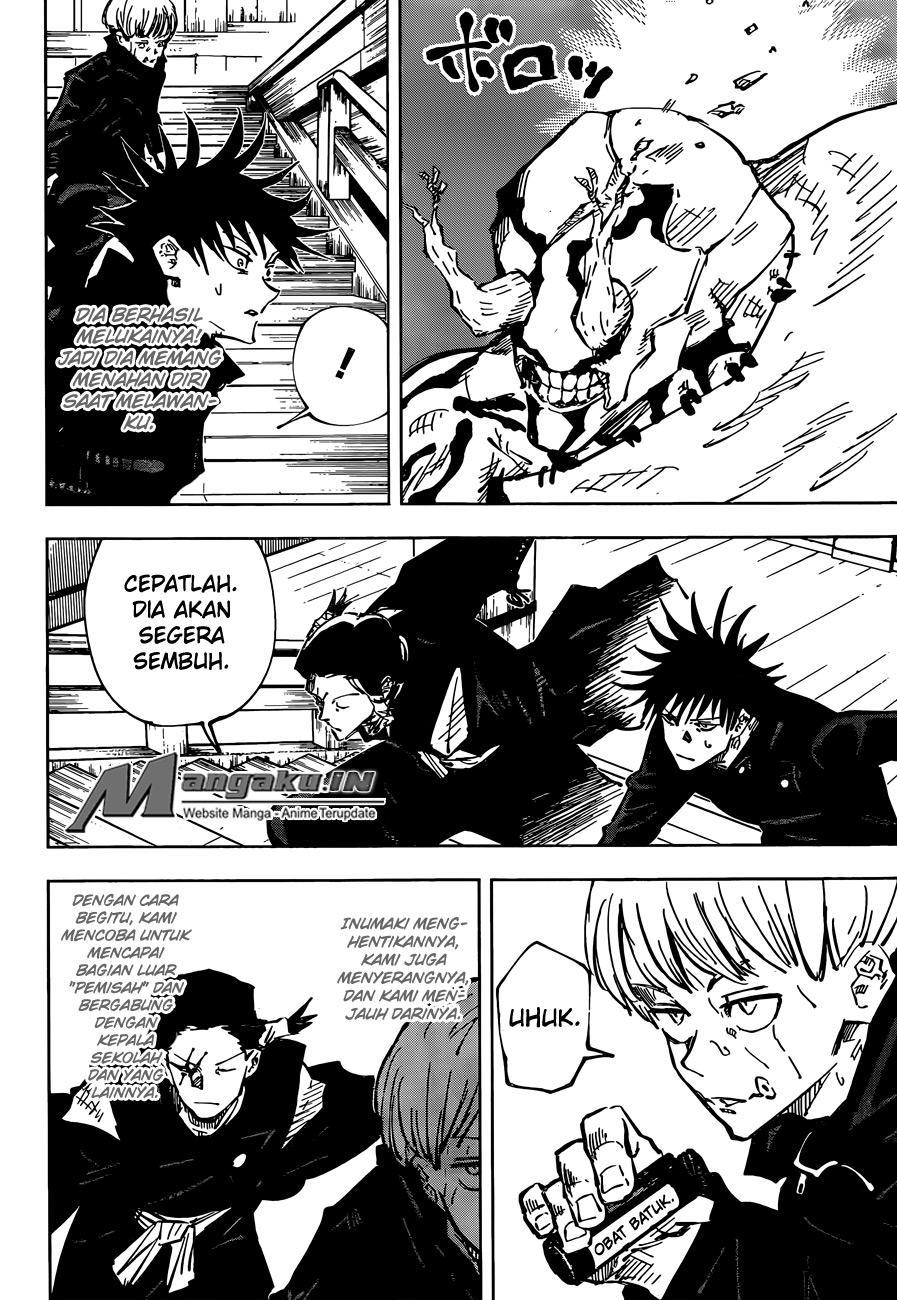 ボロッ
!
DIA BERHASIL
MELUKAINYA!
JADI DIA MEMANG
MENAHAN DIRI
SAAT MELAWAN-
KU.
CEPATLAH.
DIA AKAN
SEGERA
SEMBUH.
Mangaku.IN
Website Manga - Anime Terupdate
INUMAKI MENG-
HENTIKANNYA,
KAMI JUGA
MENYERANGNYA,
DAN KAMI MEN-
JAUH DARINYA.
DENGAN CARA
BEGITU, KAMI
MENCOBA UNTUK
MENCAPAI
BAGIAN LUAR
"PEMISAH" DAN
BERGABUNG
DENGAN
KEPALA
SEKOLAH
DAN YANG
LAINNYA.
UHUK.
OBAT BATUK.